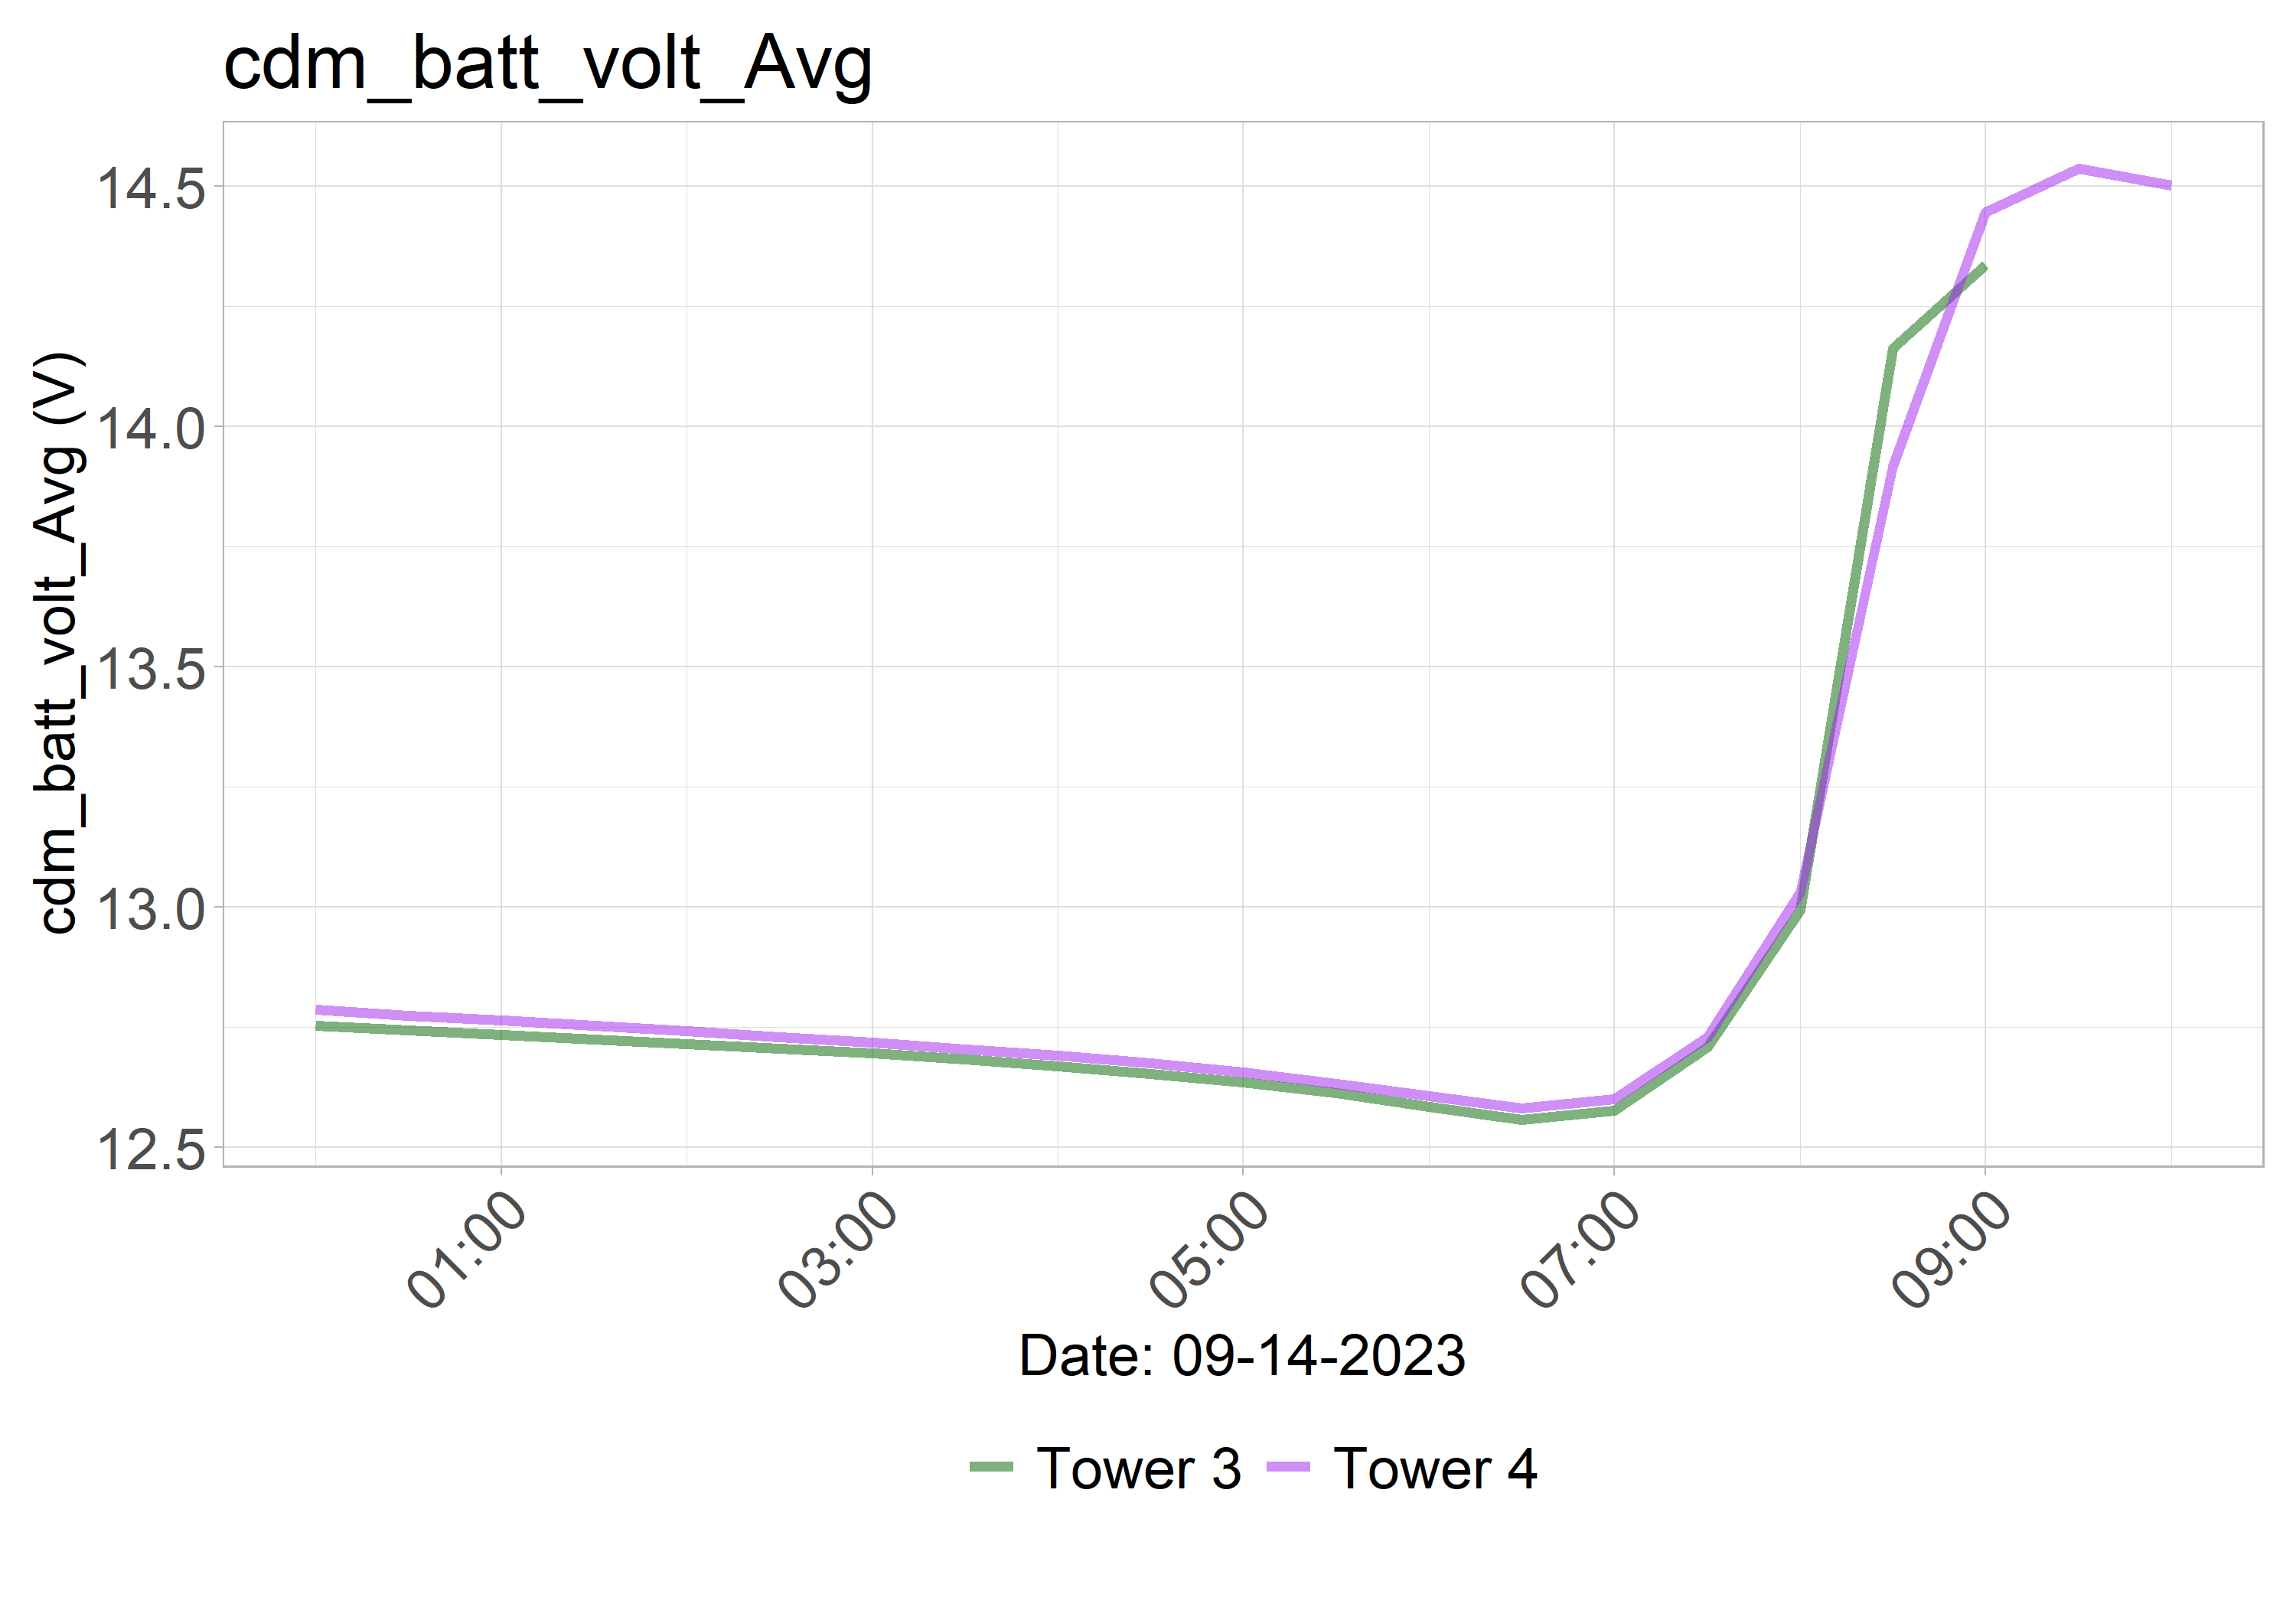 cdm_batt_volt_Avg
cdm_batt_volt_Avg (V)
14.5
14.0
13.5
13.0
12.5
01:00
03:00
05:00
07:00
09:00
Date: 09-14-2023
Tower 3
Tower 4